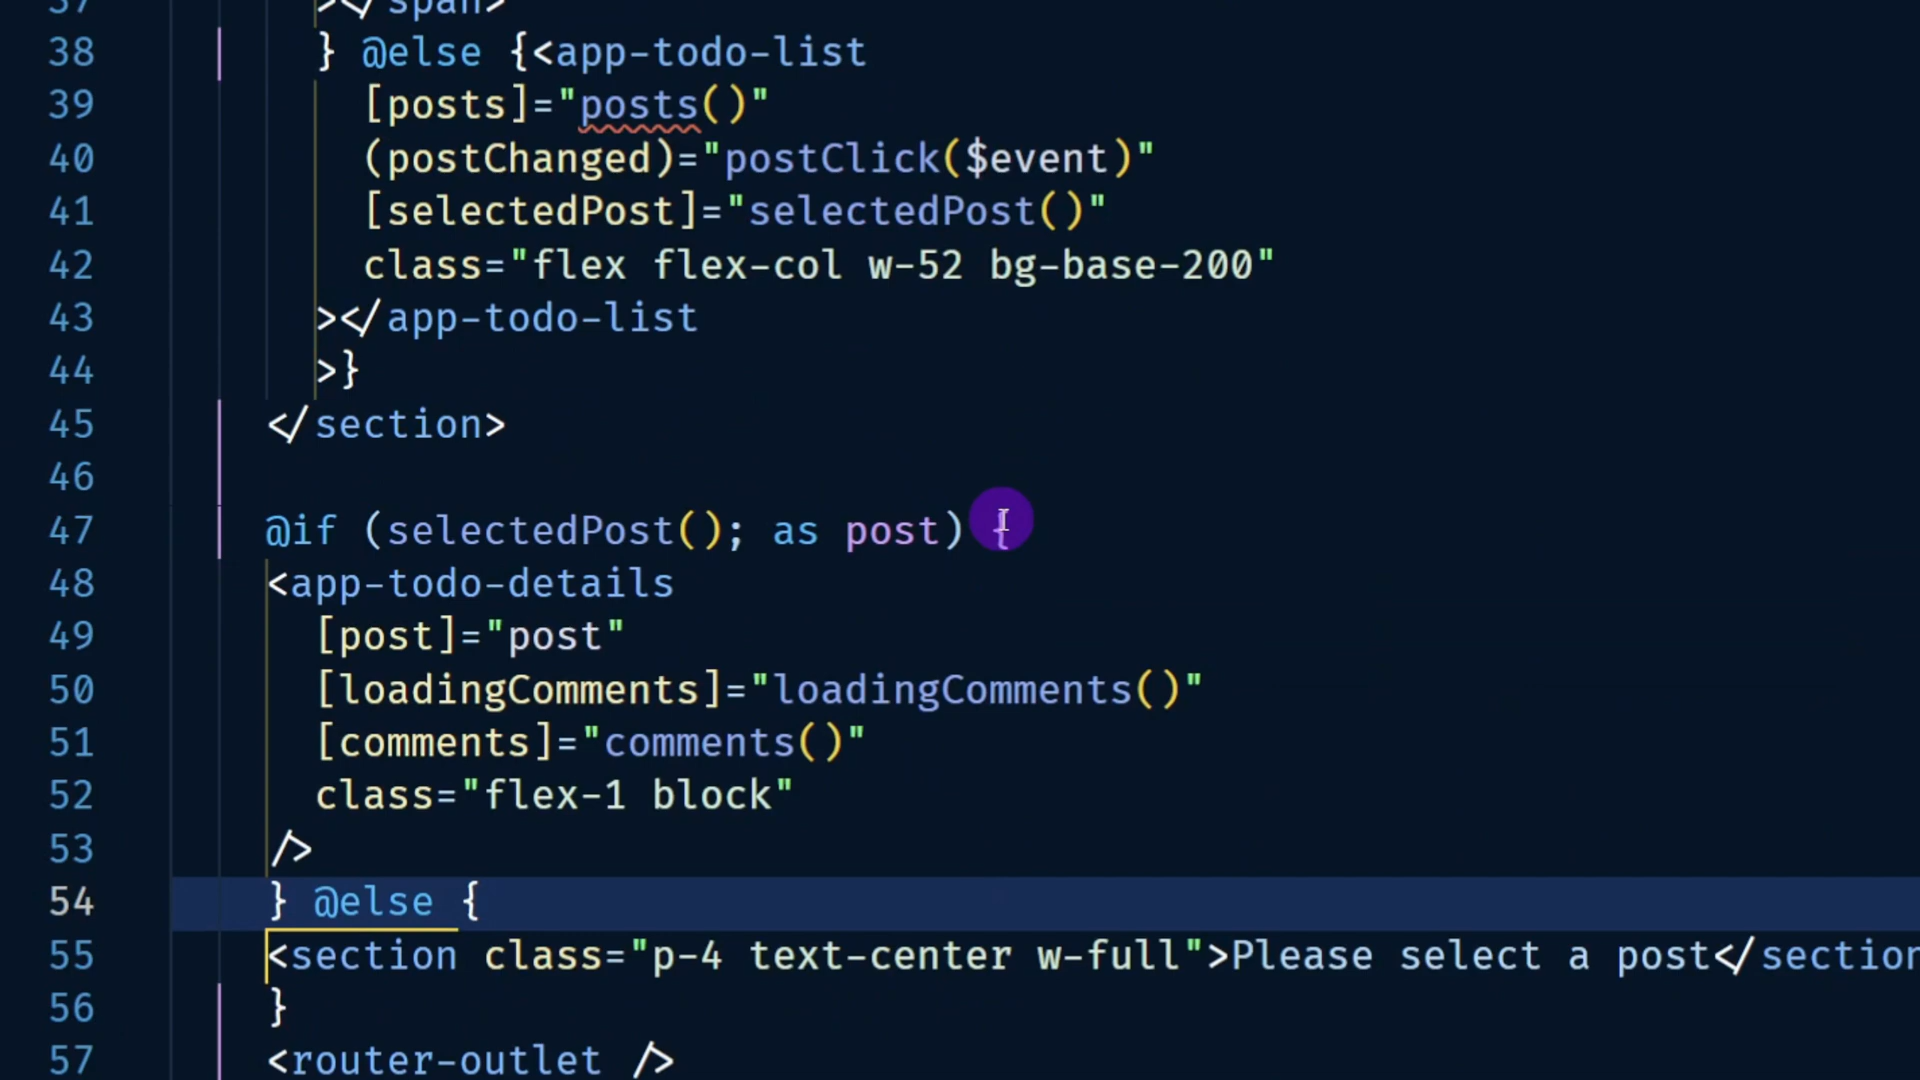 37 ></span>
38 } @else {<app-todo-list
39 [posts]="posts()"
40 (postChanged)="postClick($event)"
41 [selectedPost]="selectedPost()"
42 class="flex flex-col w-52 bg-base-200"
43 ></app-todo-list
44 >}
45 </section>
46
47 @if (selectedPost(); as post) {
48 <app-todo-details
49 [post]="post"
50 [loadingComments]="loadingComments()"
51 [comments]="comments()"
52 class="flex-1 block"
53 />
54 } @else {
55 <section class="p-4 text-center w-full">Please select a post</section
56 }
57 <router-outlet />